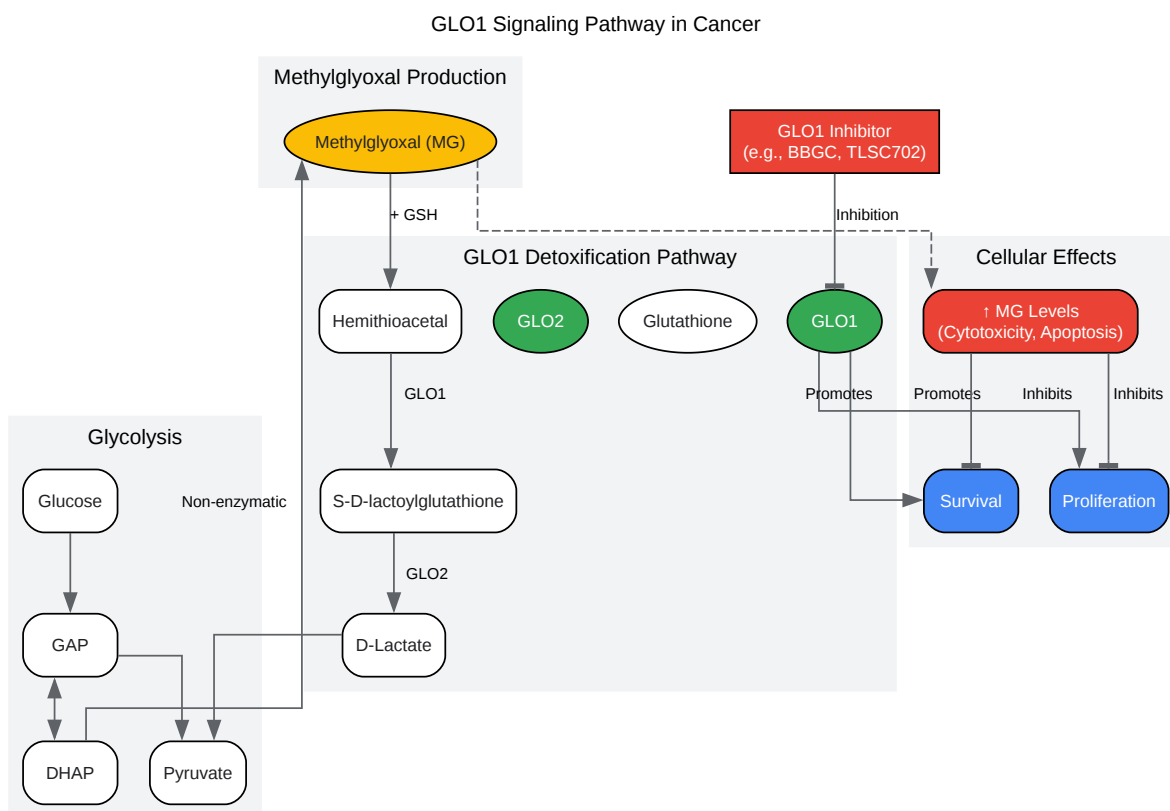 GLO1 Signaling Pathway in Cancer
Methylglyoxal Production
Methylglyoxal (MG)
GLO1 Inhibitor
(e.g., BBGC, TLSC702)
+ GSH
Inhibition
GLO1 Detoxification Pathway
Cellular Effects
Hemithioacetal
GLO2
Glutathione
GLO1
↑ MG Levels
(Cytotoxicity, Apoptosis)
GLO1
Promotes
Promotes
Inhibits
Inhibits
Glycolysis
Glucose
Non-enzymatic
S-D-lactoylglutathione
Survival
Proliferation
GLO2
GAP
D-Lactate
DHAP
Pyruvate